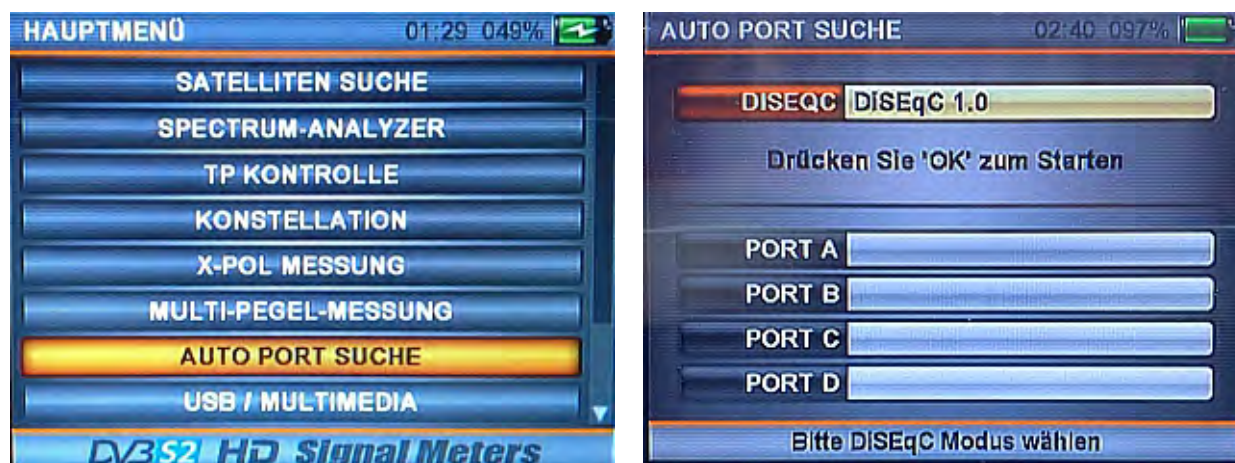 HAUPTMENÜ 01:29 049%
SATELLITEN SUCHE
SPECTRUM-ANALYZER
TP KONTROLLE
KONSTELLATION
X-POL MESSUNG
MULTI-PEGEL-MESSUNG
AUTO PORT SUCHE
USB / MULTIMEDIA
DVBS2 HD Signal Meters
AUTO PORT SUCHE 02:40 097%
DISEQC DiSEqC 1.0
Drücken Sie 'OK' zum Starten
PORT A
PORT B
PORT C
PORT D
Bitte DiSEqC Modus wählen